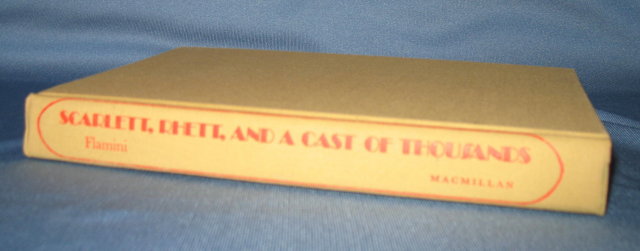 SCARLETT, RHETT, AND A CAST OF THOUSANDS
Flamini
MACMILLAN